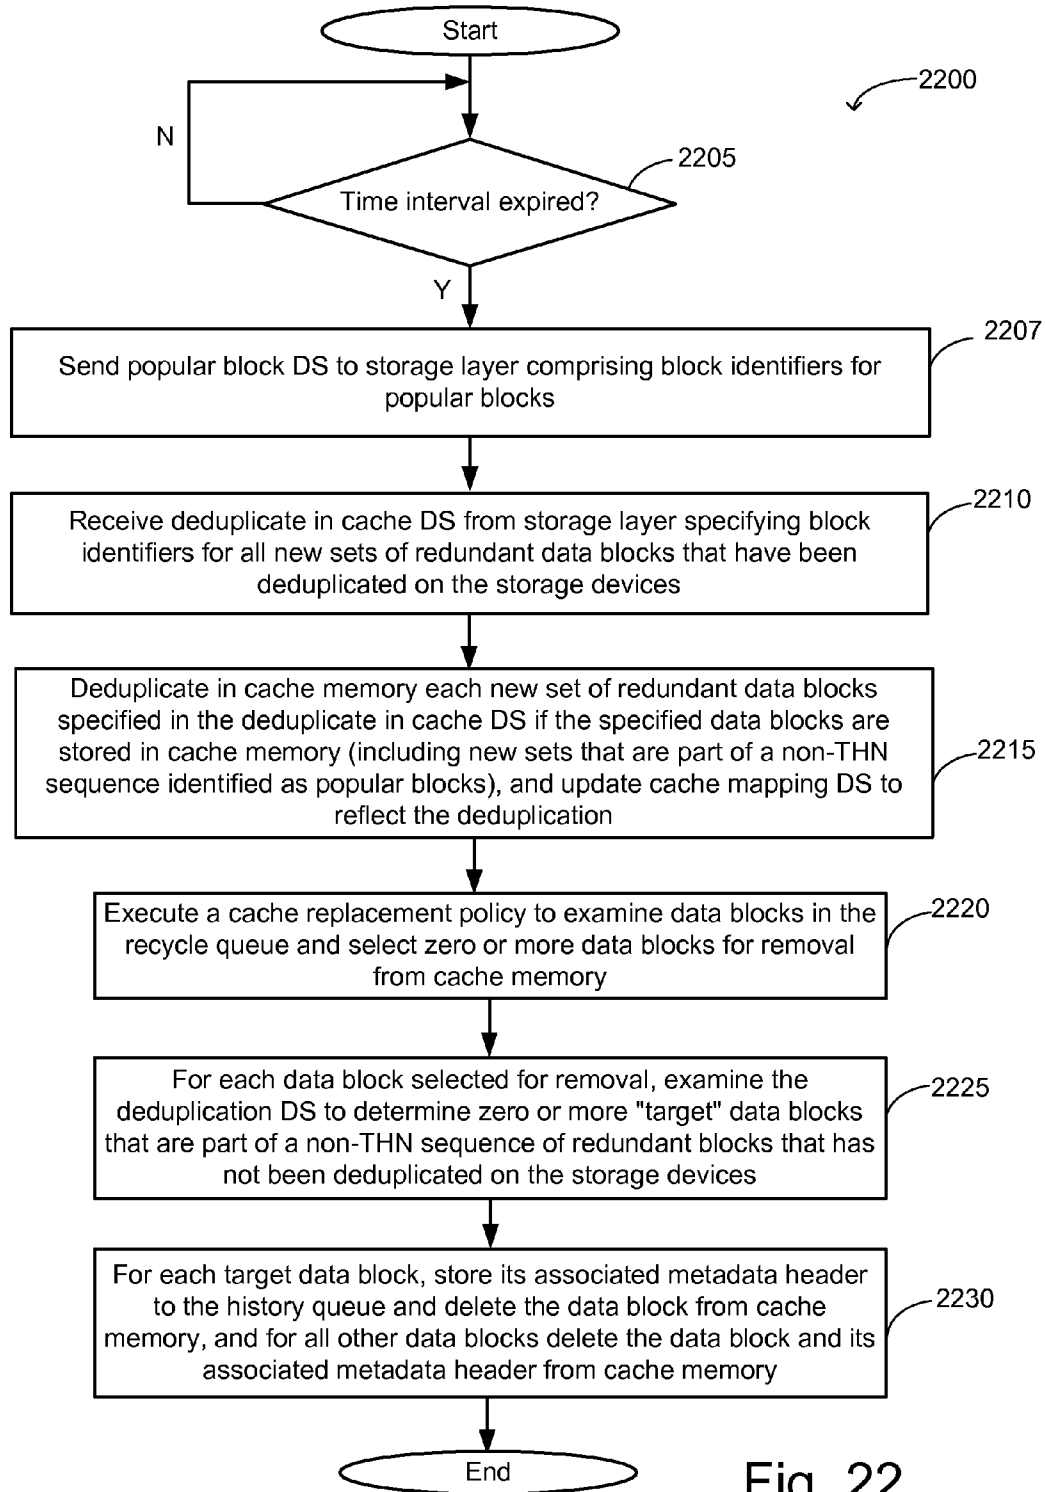 Start
2200
N
2205
Time interval expired?
Y
2207
Send popular block DS to storage layer comprising block identifiers for
popular blocks
2210
Receive deduplicate in cache DS from storage layer specifying block
identifiers for all new sets of redundant data blocks that have been
deduplicated on the storage devices
Deduplicate in cache memory each new set of redundant data blocks
specified in the deduplicate in cache DS if the specified data blocks are
stored in cache memory (including new sets that are part of a non-THN
sequence identified as popular blocks), and update cache mapping DS to
reflect the deduplication
2215
Execute a cache replacement policy to examine data blocks in the
recycle queue and select zero or more data blocks for removal
from cache memory
2220
For each data block selected for removal, examine the
deduplication DS to determine zero or more "target" data blocks
that are part of a non-THN sequence of redundant blocks that has
not been deduplicated on the storage devices
2225
For each target data block, store its associated metadata header
to the history queue and delete the data block from cache
memory, and for all other data blocks delete the data block and its
associated metadata header from cache memory
2230
End
Fig. 22